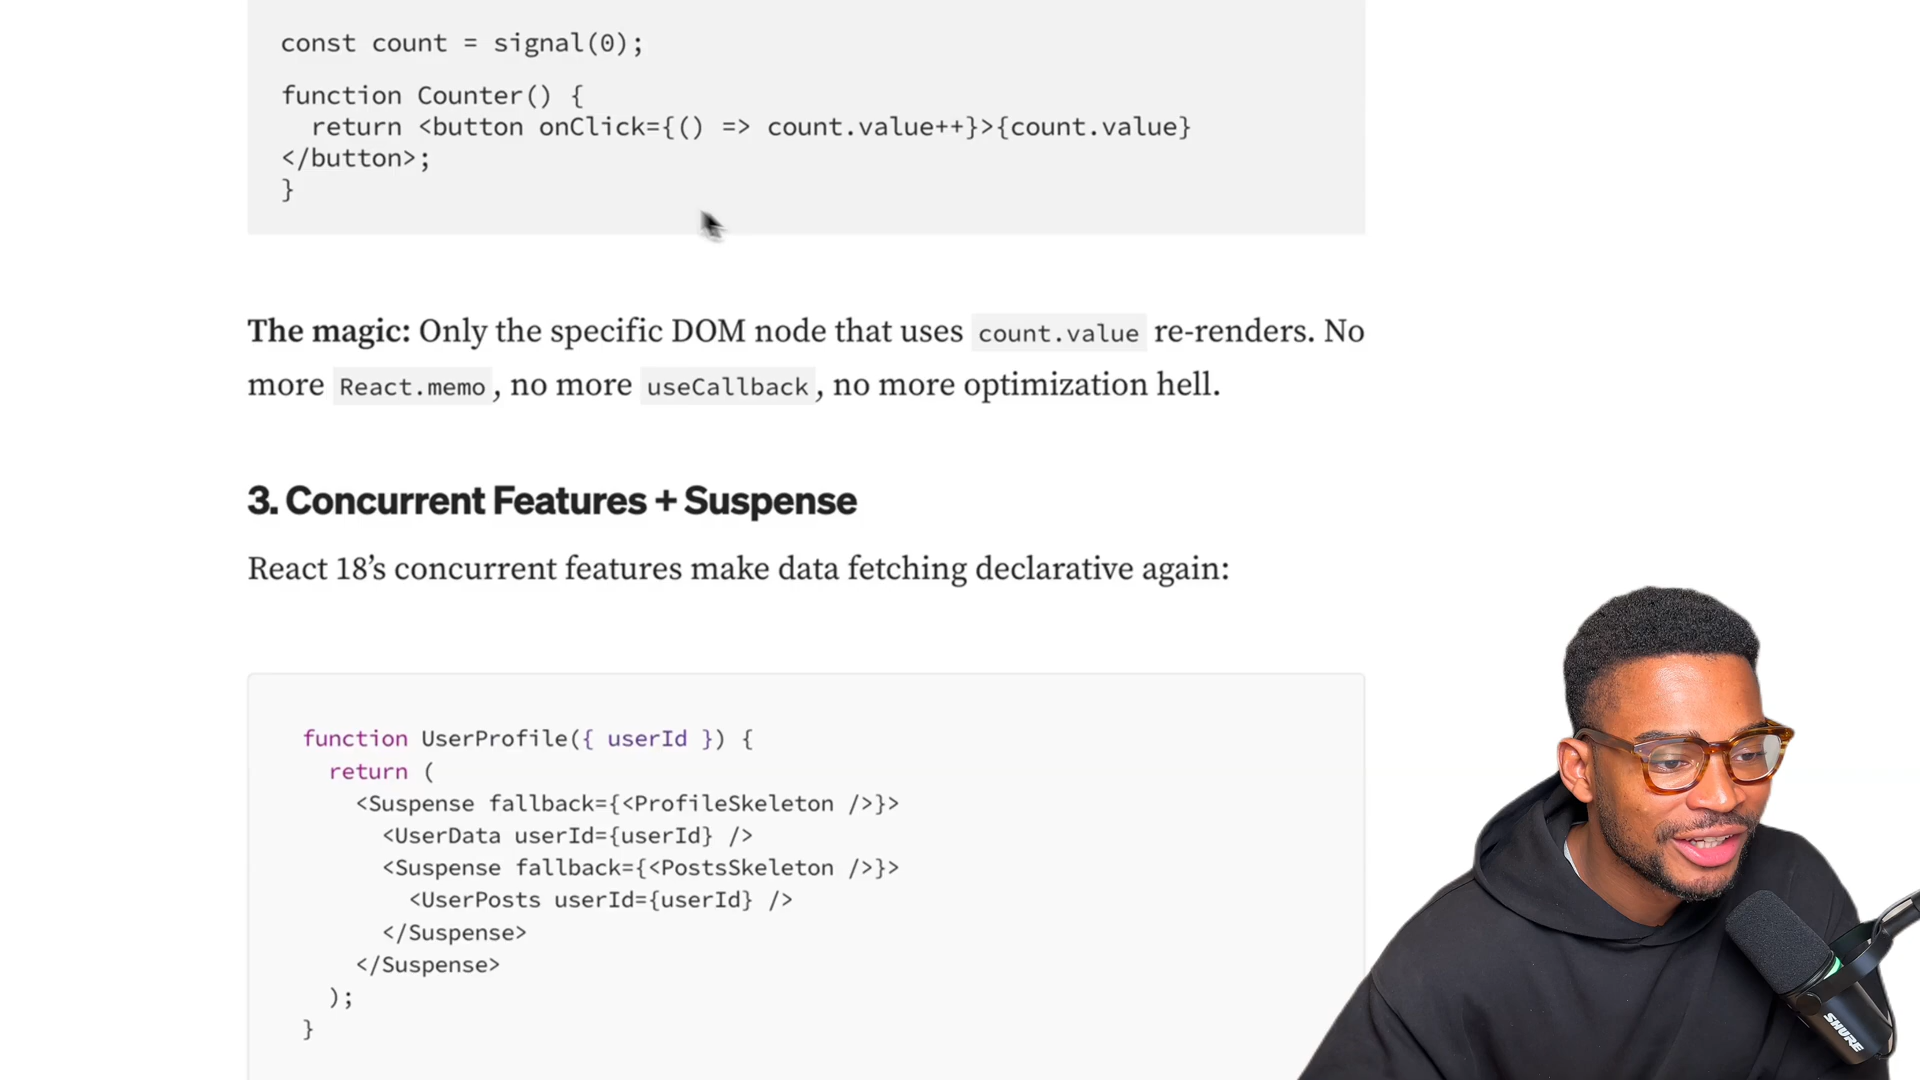 const count = signal(0);
function Counter() {
return <button onClick={() => count.value++}>{count.value}
</button>;
}
The magic: Only the specific DOM node that uses count.value re-renders. No
more React.memo, no more useCallback, no more optimization hell.
3. Concurrent Features + Suspense
React 18’s concurrent features make data fetching declarative again:
function UserProfile({ userId }) {
return (
<Suspense fallback={<ProfileSkeleton />}>
<UserData userId={userId} />
<Suspense fallback={<PostsSkeleton />}>
<UserPosts userId={userId} />
</Suspense>
</Suspense>
);
}
SHURE